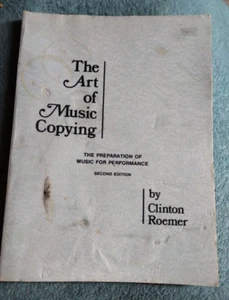 The
Art
of
Music
Copying
THE PREPARATION OF
MUSIC FOR PERFORMANCE
SECOND EDITION
by
Clinton
Roemer